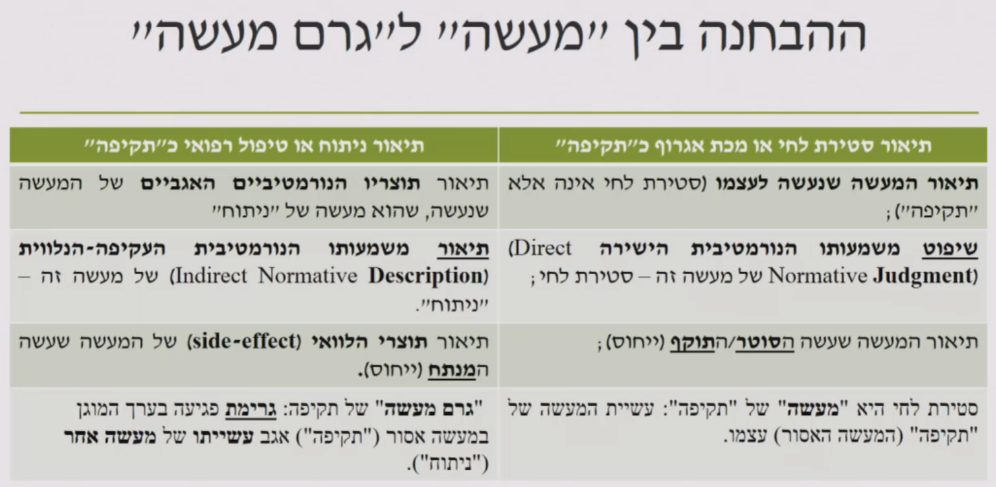 ההבחנה בין "מעשה" ל"גרם מעשה"
תיאור סטירת לחי או מכת אגרוף כ"תקיפה"
תיאור ניתוח או טיפול רפואי כ"תקיפה"
תיאור המעשה שנעשה לעצמו (סטירת לחי אינה אלא
"תקיפה");
תיאור תוצריו הנורמטיביים האגביים של המעשה
שנעשה, שהוא מעשה של "ניתוח"
שיפוט משמעותו הנורמטיבית הישירה (Direct
Normative Judgment) של מעשה זה – סטירת לחי;
תיאור משמעותו הנורמטיבית העקיפה-הנלווית
(Indirect Normative Description) של מעשה זה –
"ניתוח".
תיאור המעשה שעשה הסוטר/התוקף (ייחוס);
תיאור תוצרי הלוואי (side-effect) של המעשה שעשה
המנתח (ייחוס).
סטירת לחי היא "מעשה" של "תקיפה": עשיית המעשה של
"תקיפה" (המעשה האסור) עצמו.
"גרם מעשה" של תקיפה: גרימת פגיעה בערך המוגן
במעשה אסור ("תקיפה") אגב עשייתו של מעשה אחר
("ניתוח").